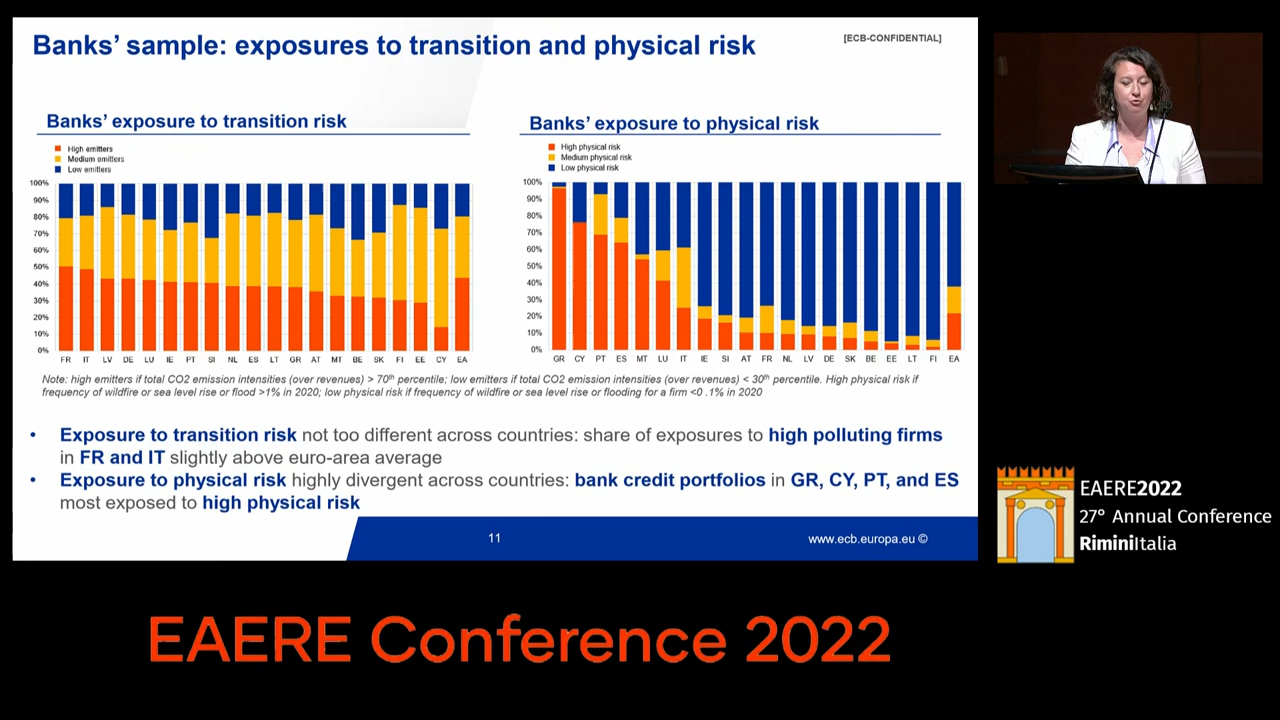 Banks' sample: exposures to transition and physical risk
[ECB-CONFIDENTIAL]
Banks' exposure to transition risk
High emitters
Medium emitters
Low emitters
100%
90%
80%
70%
60%
50%
40%
30%
20%
10%
0%
FR IT LV DE LU IE PT SI NL ES LT GR AT MT BE SK FI EE CY EA
Banks' exposure to physical risk
High physical risk
Medium physical risk
Low physical risk
100%
90%
80%
70%
60%
50%
40%
30%
20%
10%
0%
GR CY PT ES MT LU IT IE SI AT FR NL LV DE SK BE EE LT FI EA
Note: high emitters if total CO2 emission intensities (over revenues) > 70th percentile; low emitters if total CO2 emission intensities (over revenues) < 30th percentile. High physical risk if
frequency of wildfire or sea level rise or flood >1% in 2020; low physical risk if frequency of wildfire or sea level rise or flooding for a firm <0 .1% in 2020
• Exposure to transition risk not too different across countries: share of exposures to high polluting firms
in FR and IT slightly above euro-area average
• Exposure to physical risk highly divergent across countries: bank credit portfolios in GR, CY, PT, and ES
most exposed to high physical risk
11
www.ecb.europa.eu ©
EAERE2022
27° Annual Conference
RiminiItalia
EAERE Conference 2022